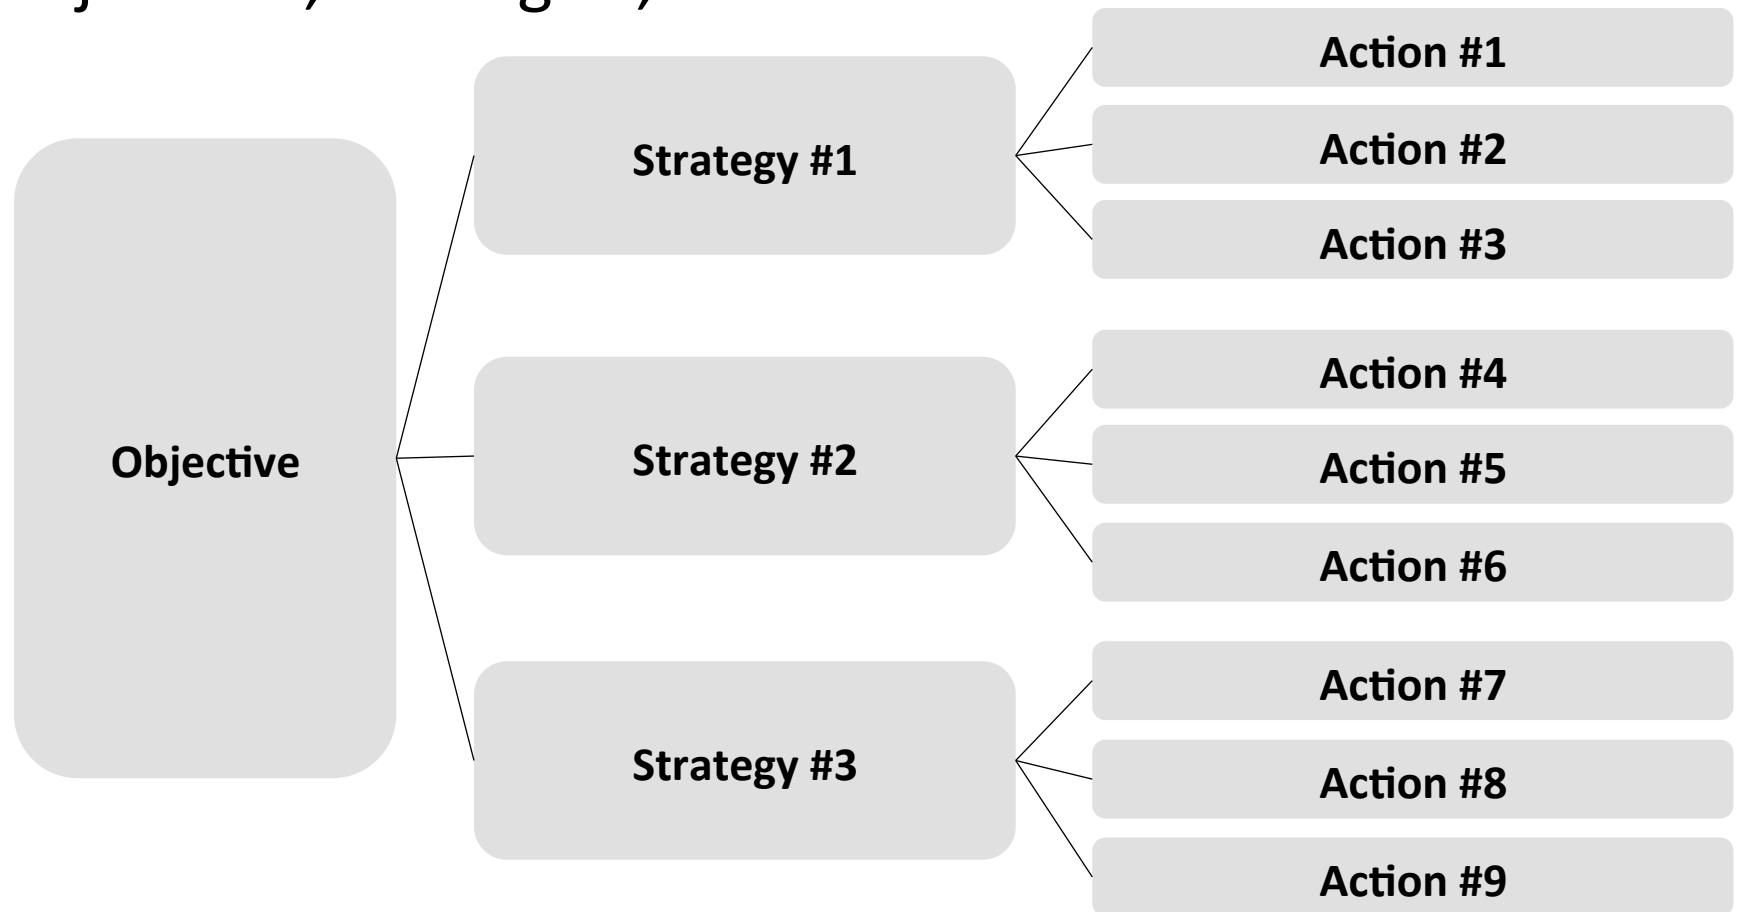 Objective
Strategy #1
Action #1
Action #2
Action #3
Strategy #2
Action #4
Action #5
Action #6
Strategy #3
Action #7
Action #8
Action #9